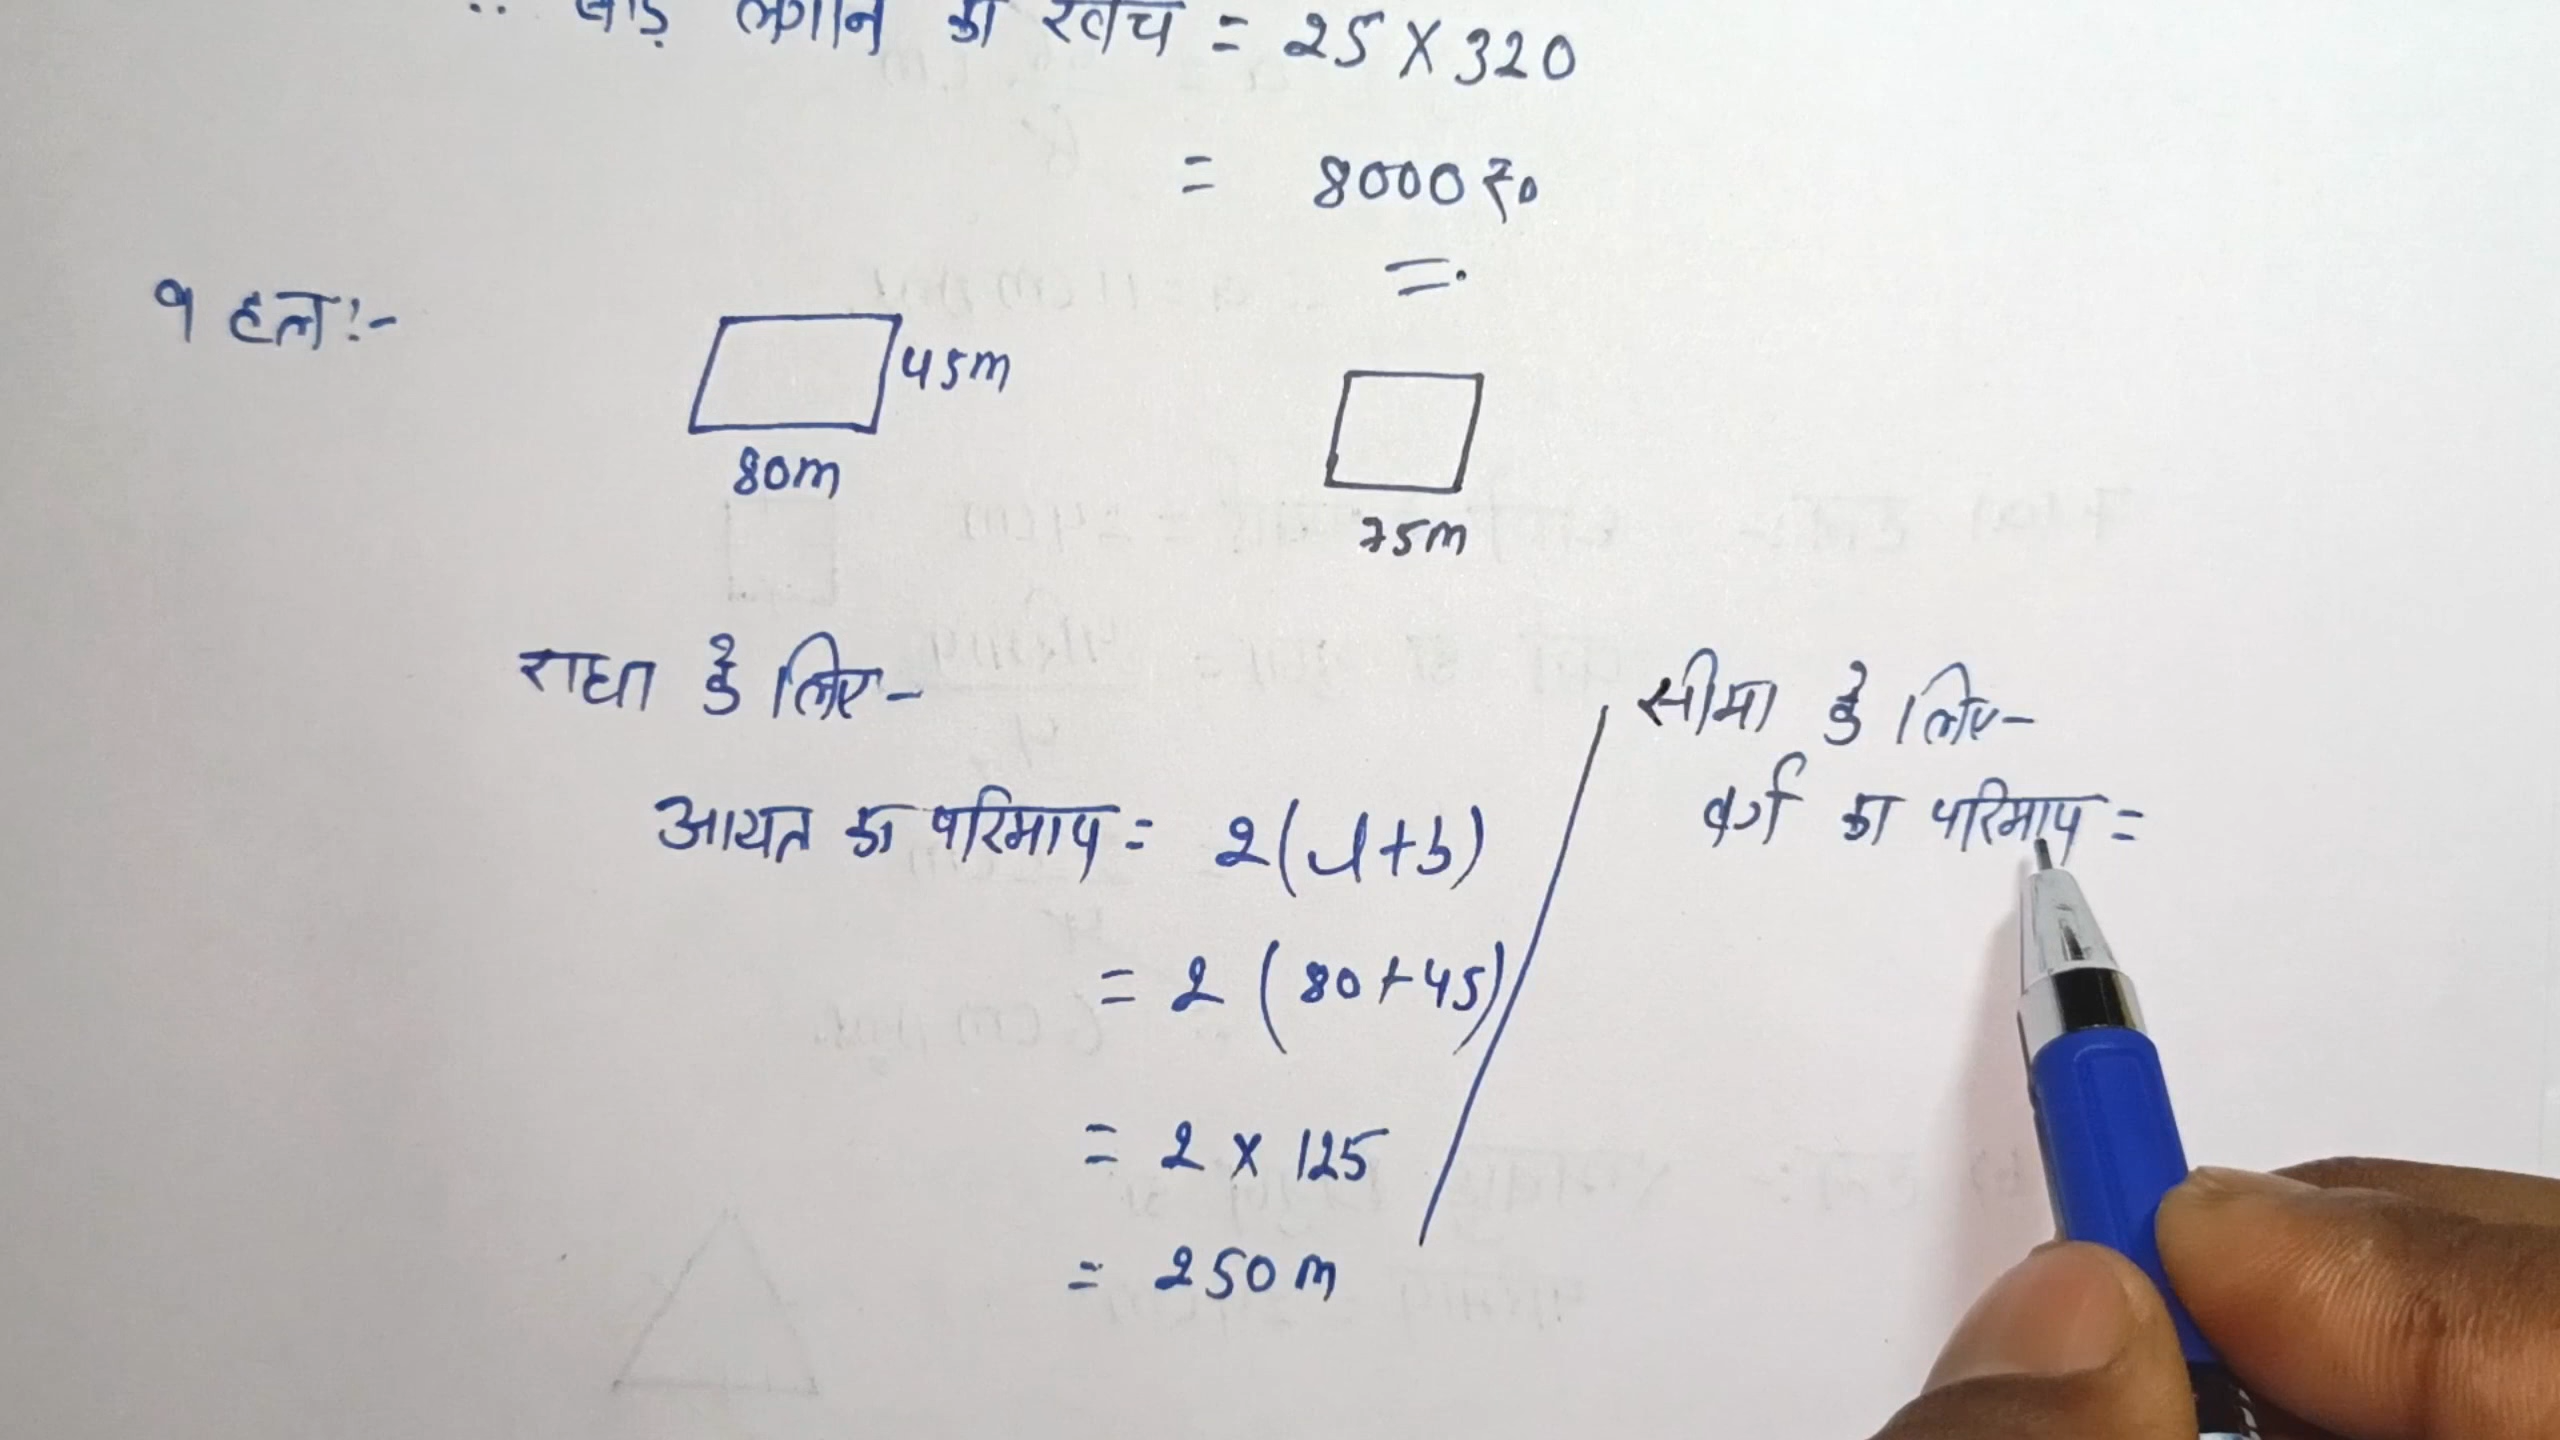 ∴ बाड़ लगाने का खर्च = 25 X 320
= 8000 रु०
9 हल:-
45m
80m
75m
राधा के लिए-
आयत का परिमाप = 2(l+b)
= 2 (80+45)
= 2 x 125
= 250 m
सीमा के लिए-
वर्ग का परिमाप =